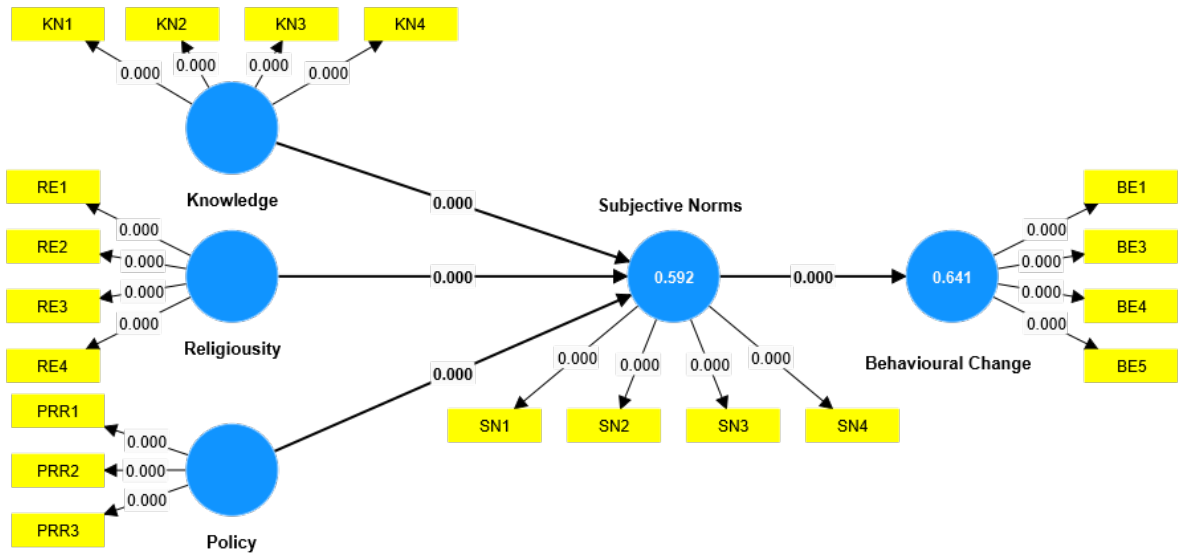 KN1 KN2 KN3 KN4
0.000 0.000 0.000 0.000
Knowledge
RE1
RE2
RE3
RE4
0.000
0.000
0.000
0.000
Religiousity
PRR1
PRR2
PRR3
0.000
0.000
0.000
Policy
0.000
0.000
0.000
Subjective Norms
0.592
0.000 0.000 0.000 0.000
SN1 SN2 SN3 SN4
0.000
0.641
Behavioural Change
0.000
0.000
0.000
0.000
BE1
BE3
BE4
BE5